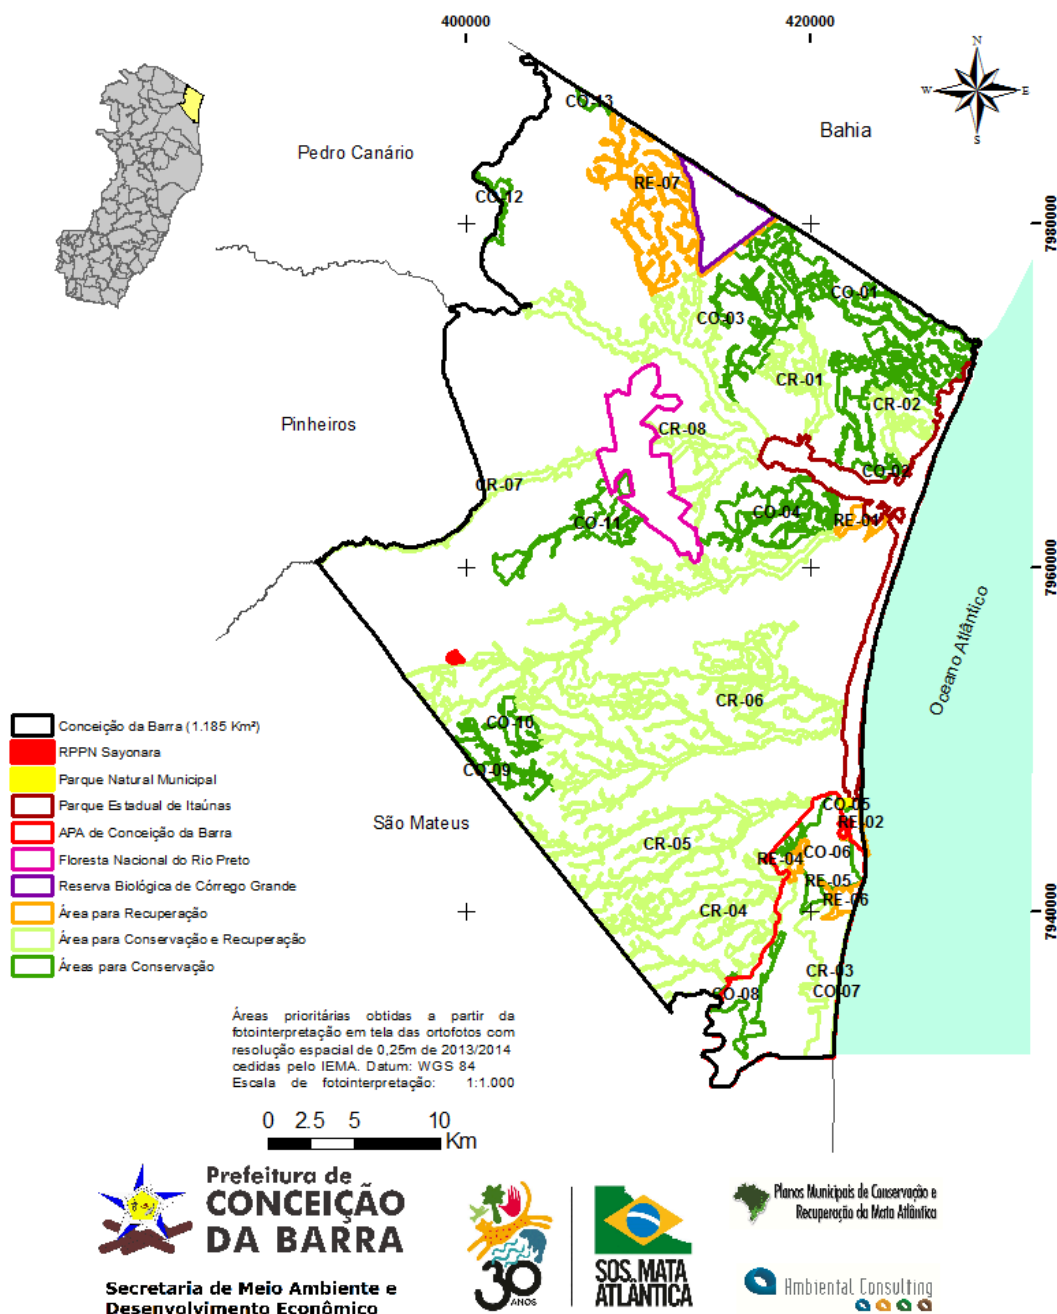 400000
420000
N
W
E
S
Bahia
Pedro Canário
CO-13
RE-07
CO-12
7980000
CO-01
CO-03
CR-01
CR-02
Pinheiros
CR-08
CO-02
CR-07
CO-04
CO-11
RE-01
7960000
Oceano Atlântico
CR-06
CO-10
CO-09
São Mateus
CO-05
RE-02
CR-05
CO-06
RE-04
RE-05
RE-06
CR-04
7940000
CR-03
CO-07
CO-08
Conceição da Barra (1.185 Km²)
RPPN Sayonara
Parque Natural Municipal
Parque Estadual de Itaúnas
APA de Conceição da Barra
Floresta Nacional do Rio Preto
Reserva Biológica de Córrego Grande
Área para Recuperação
Área para Conservação e Recuperação
Áreas para Conservação
Áreas prioritárias obtidas a partir da
fotointerpretação em tela das ortofotos com
resolução espacial de 0,25m de 2013/2014
cedidas pelo IEMA. Datum: WGS 84
Escala de fotointerpretação: 1:1.000
0 2.5 5 10
Km
Prefeitura de
CONCEIÇÃO
DA BARRA
Secretaria de Meio Ambiente e
Desenvolvimento Econômico
30
ANOS
SOS MATA
ATLÂNTICA
Planos Municipais de Conservação e
Recuperação da Mata Atlântica
Ambiental Consulting